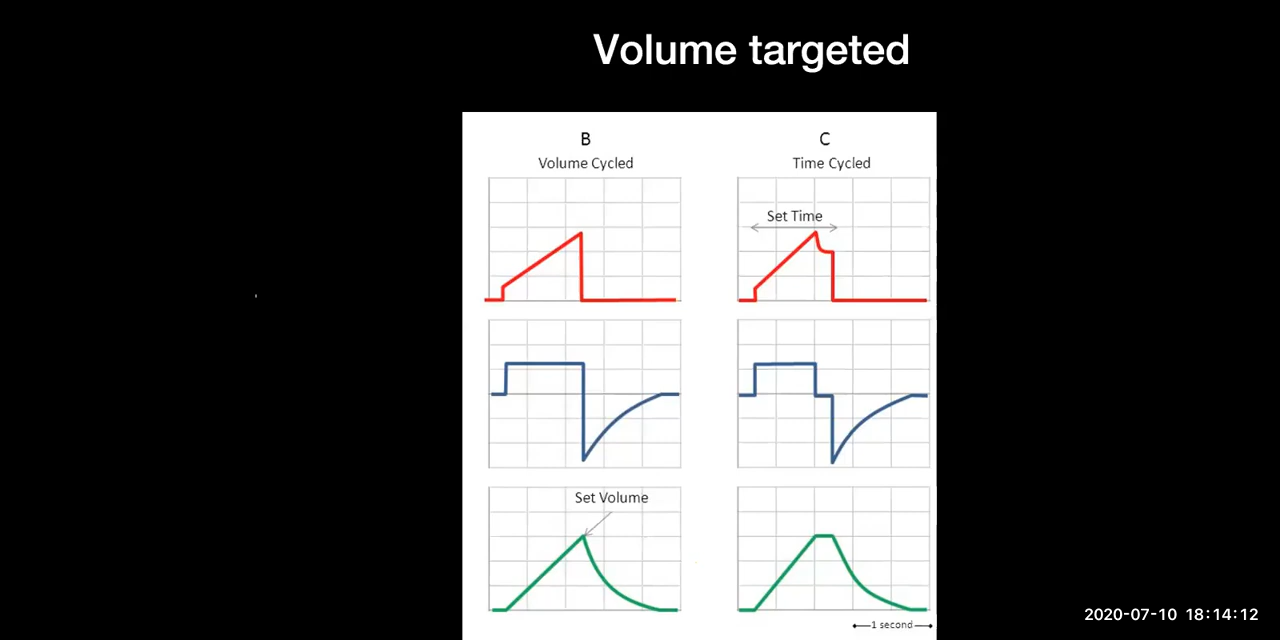 Volume targeted
B
Volume Cycled
C
Time Cycled
Set Time
Set Volume
1 second
2020-07-10 18:14:12